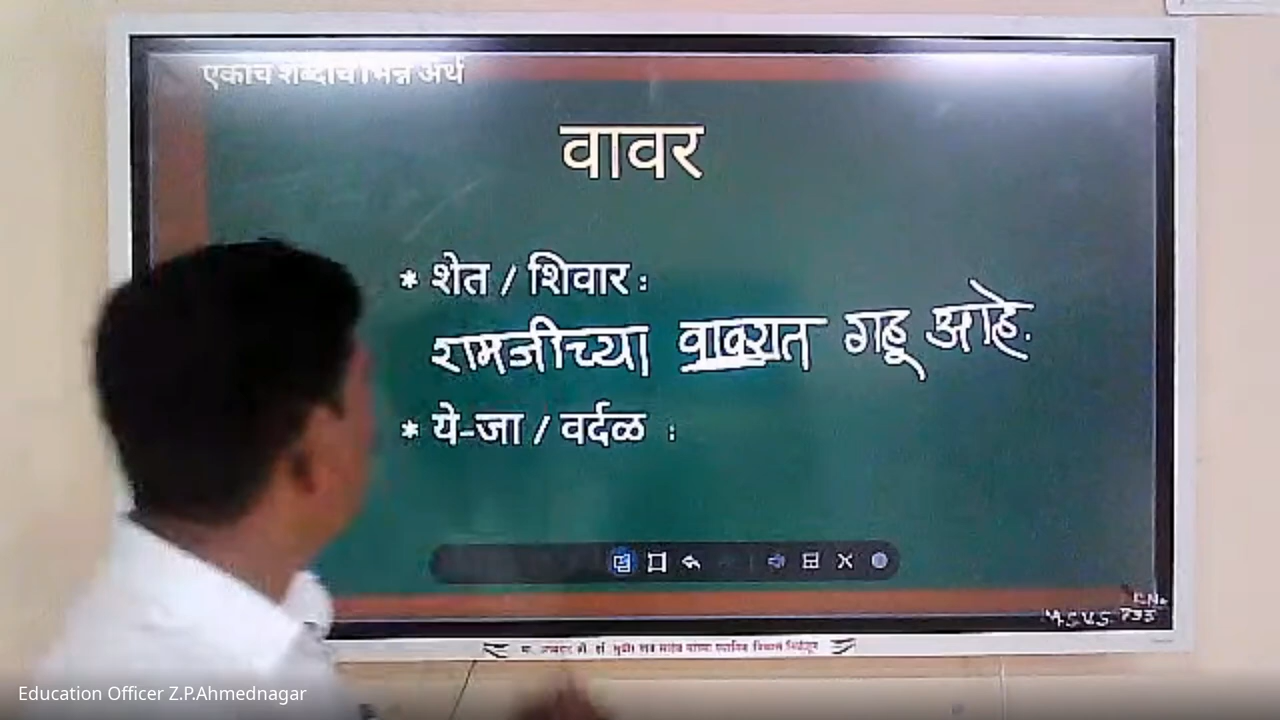 एकाच शब्दाचे भिन्न अर्थ
वावर
* शेत / शिवार :
रामजीच्या वावरात गहू आहे.
* ये-जा / वर्दळ :
Education Officer Z.P.Ahmednagar